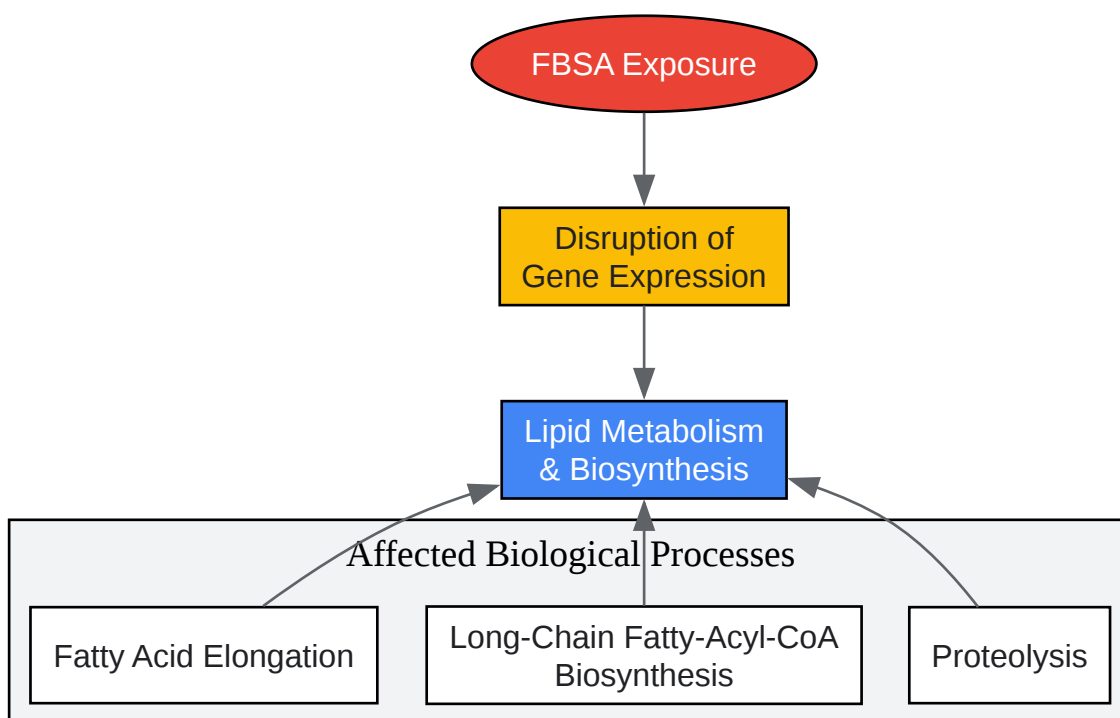 FBSA Exposure
Disruption of
Gene Expression
Lipid Metabolism
& Biosynthesis
Affected Biological Processes
Fatty Acid Elongation
Long-Chain Fatty-Acyl-CoA
Biosynthesis
Proteolysis